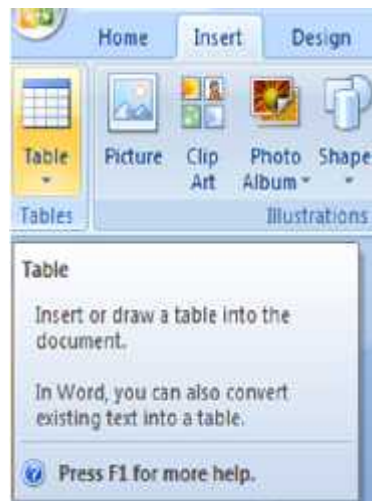 Home Insert Design
Table Picture Clip Art Photo Album Shape
Tables Illustrations
Table
Insert or draw a table into the
document.
In Word, you can also convert
existing text into a table.
Press F1 for more help.